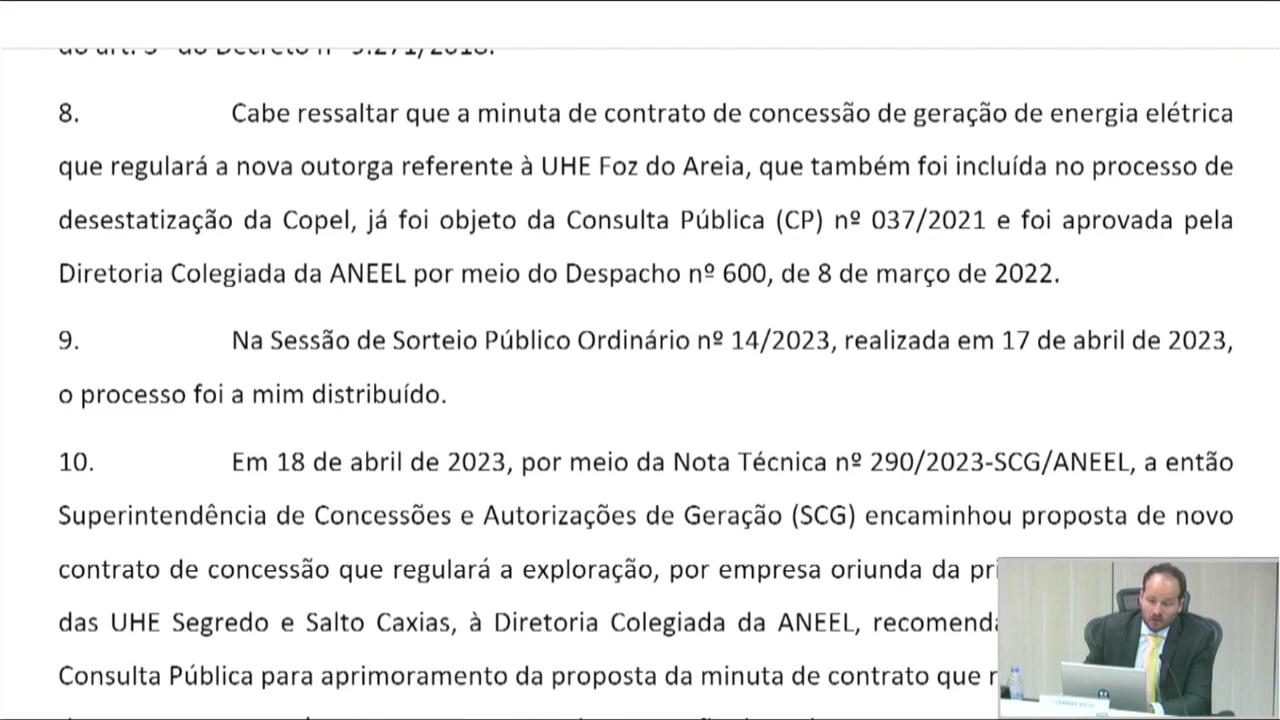 8. Cabe ressaltar que a minuta de contrato de concessão de geração de energia elétrica
que regulará a nova outorga referente à UHE Foz do Areia, que também foi incluída no processo de
desestatização da Copel, já foi objeto da Consulta Pública (CP) nº 037/2021 e foi aprovada pela
Diretoria Colegiada da ANEEL por meio do Despacho nº 600, de 8 de março de 2022.
9. Na Sessão de Sorteio Público Ordinário nº 14/2023, realizada em 17 de abril de 2023,
o processo foi a mim distribuído.
10. Em 18 de abril de 2023, por meio da Nota Técnica nº 290/2023-SCG/ANEEL, a então
Superintendência de Concessões e Autorizações de Geração (SCG) encaminhou proposta de novo
contrato de concessão que regulará a exploração, por empresa oriunda da pri
das UHE Segredo e Salto Caxias, à Diretoria Colegiada da ANEEL, recomenda
Consulta Pública para aprimoramento da proposta da minuta de contrato que